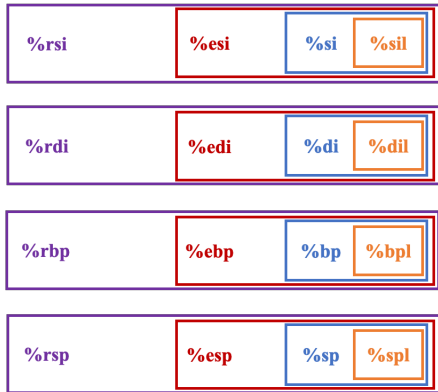 %rsi %esi %si %sil
%rdi %edi %di %dil
%rbp %ebp %bp %bpl
%rsp %esp %sp %spl